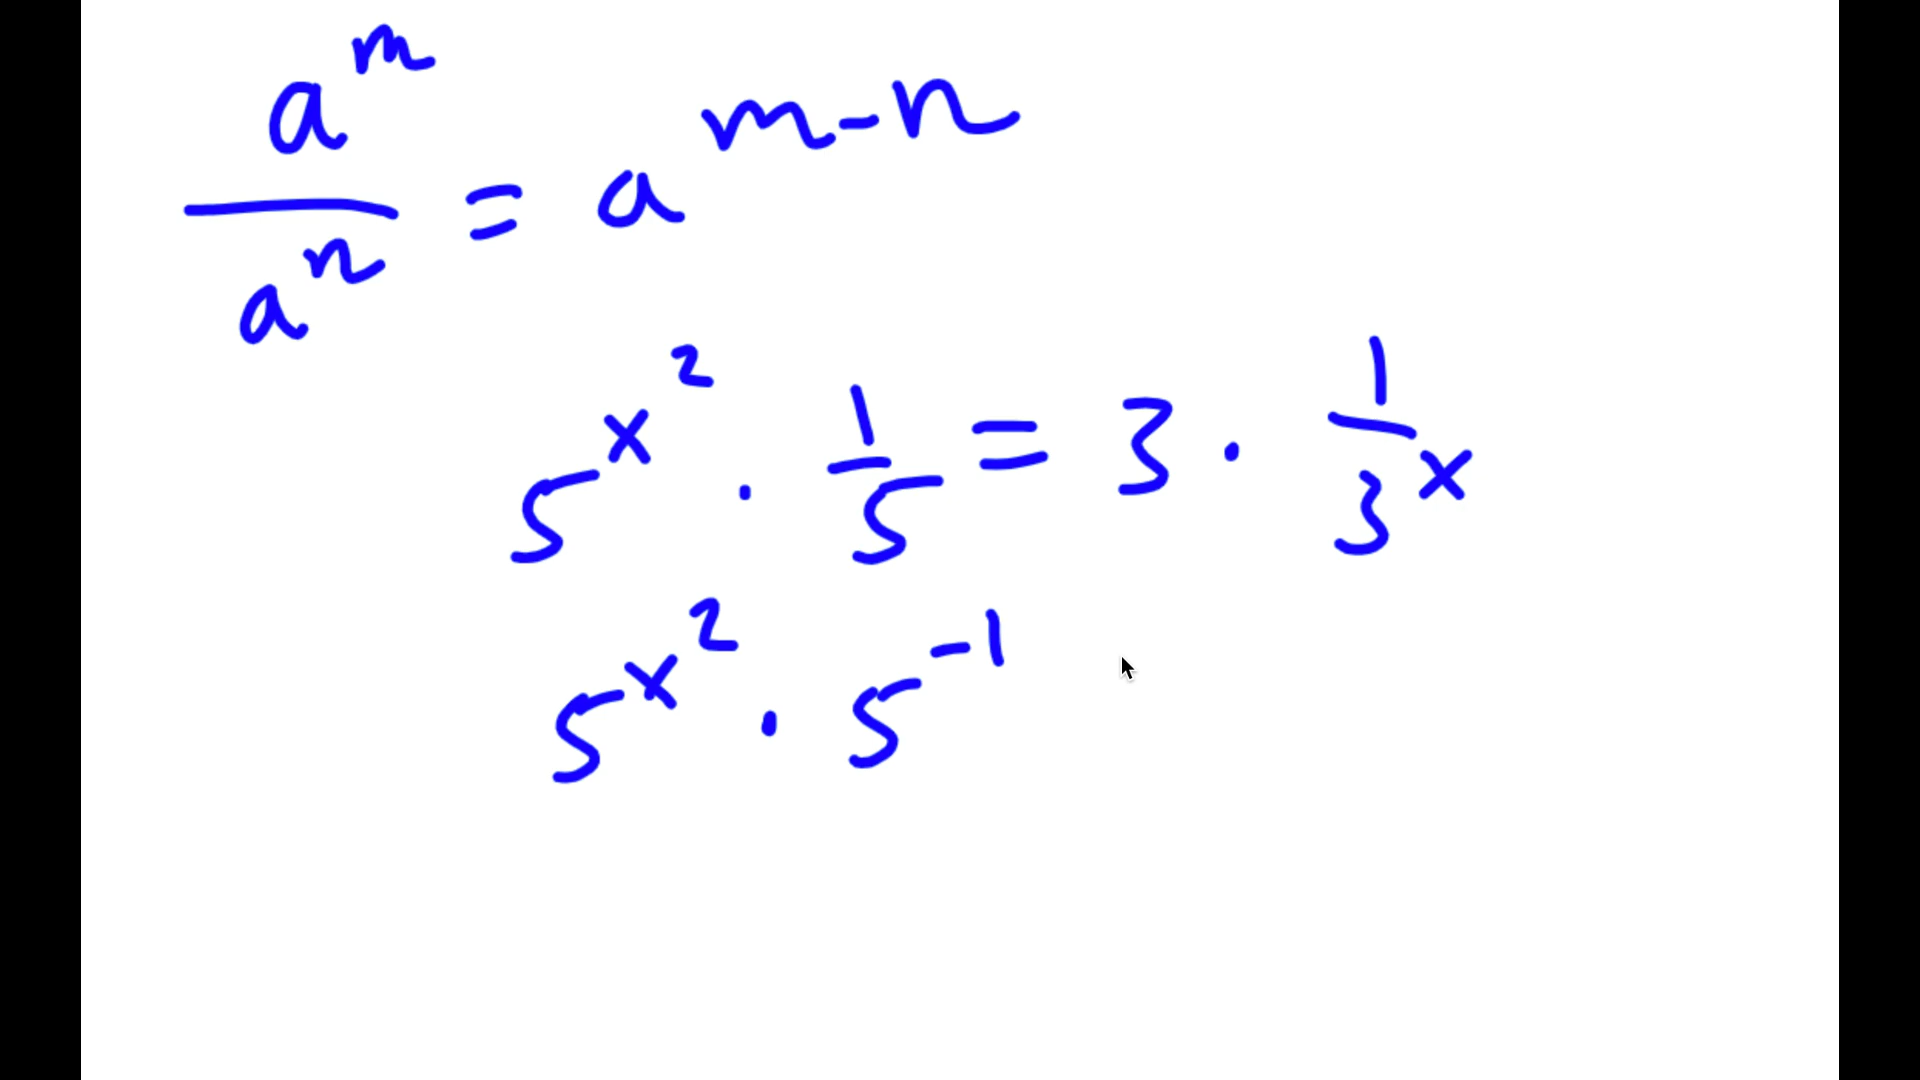 a^m / a^n = a^(m-n)
5^(x^2) · 1/5 = 3 · 1/3^x
5^(x^2) · 5^(-1)